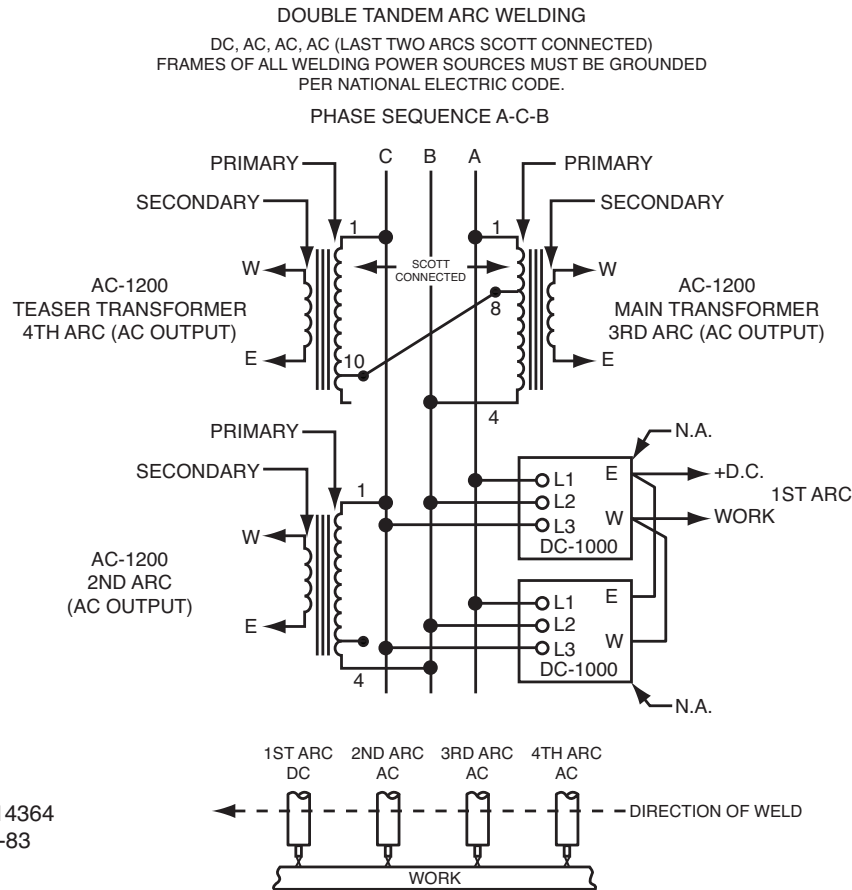 DOUBLE TANDEM ARC WELDING
DC, AC, AC, AC (LAST TWO ARCS SCOTT CONNECTED)
FRAMES OF ALL WELDING POWER SOURCES MUST BE GROUNDED
PER NATIONAL ELECTRIC CODE.
PHASE SEQUENCE A-C-B
PRIMARY
C B A
PRIMARY
SECONDARY
SECONDARY
1
1
W
SCOTT
CONNECTED
W
AC-1200
TEASER TRANSFORMER
4TH ARC (AC OUTPUT)
AC-1200
MAIN TRANSFORMER
3RD ARC (AC OUTPUT)
8
E
10
E
4
PRIMARY
N.A.
SECONDARY
1
L1
E
+D.C.
1ST ARC
L2
L3
W
WORK
DC-1000
W
AC-1200
2ND ARC
(AC OUTPUT)
E
4
L1
E
L2
L3
W
DC-1000
N.A.
1ST ARC
DC
2ND ARC
AC
3RD ARC
AC
4TH ARC
AC
DIRECTION OF WELD
WORK
4364
-83